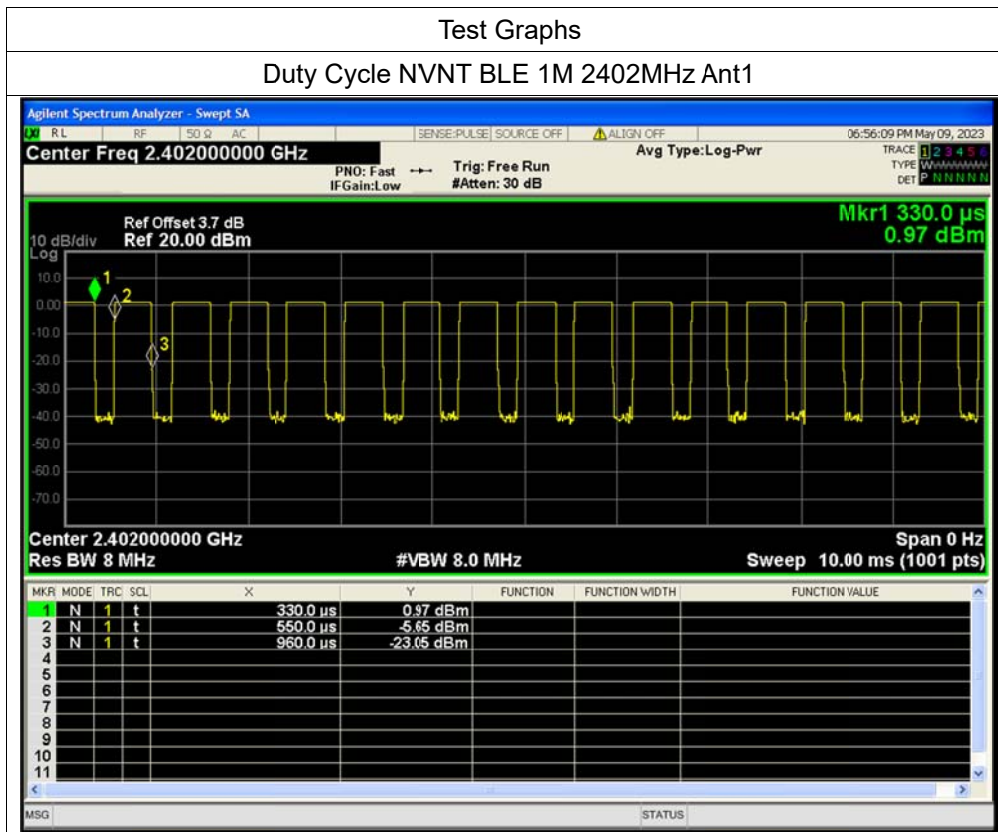 Test Graphs
Duty Cycle NVNT BLE 1M 2402MHz Ant1
Agilent Spectrum Analyzer - Swept SA
LXI RL RF 50 Ω AC SENSE:PULSE SOURCE OFF ALIGN OFF 06:56:09 PM May 09, 2023
Center Freq 2.402000000 GHz Avg Type:Log-Pwr TRACE 1 2 3 4 5 6
PNO: Fast Trig: Free Run TYPE W
IFGain:Low #Atten: 30 dB DET P N N N N N
Mkr1 330.0 µs
Ref Offset 3.7 dB
10 dB/div Ref 20.00 dBm 0.97 dBm
Log
10.0
1
2
0.00
-10.0
3
-20.0
-30.0
-40.0
-50.0
-60.0
-70.0
Center 2.402000000 GHz Span 0 Hz
Res BW 8 MHz #VBW 8.0 MHz Sweep 10.00 ms (1001 pts)
MKR MODE TRC SCL X Y FUNCTION FUNCTION WIDTH FUNCTION VALUE
1 N 1 t 330.0 µs 0.97 dBm
2 N 1 t 550.0 µs -5.65 dBm
3 N 1 t 960.0 µs -23.05 dBm
4
5
6
7
8
9
10
11
MSG STATUS